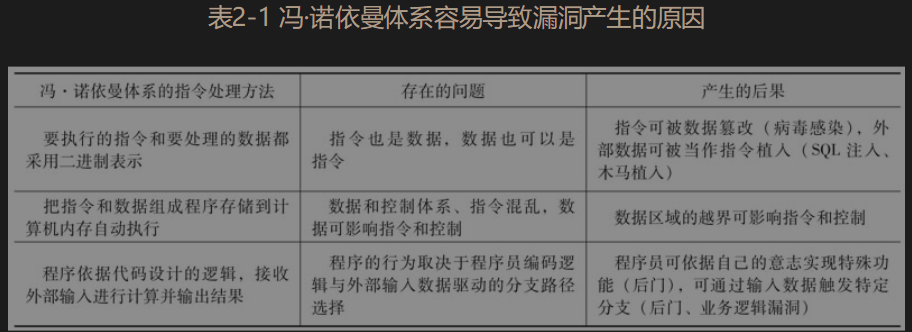 表2-1 冯·诺依曼体系容易导致漏洞产生的原因
冯·诺依曼体系的指令处理方法 存在的问题 产生的后果
要执行的指令和要处理的数据都
采用二进制表示
指令也是数据，数据也可以是
指令
指令可被数据篡改（病毒感染），外
部数据可被当作指令植入（SQL 注入、
木马植入）
把指令和数据组成程序存储到计
算机内存自动执行
数据和控制体系、指令混乱，数
据可影响指令和控制
数据区域的越界可影响指令和控制
程序依据代码设计的逻辑，接收
外部输入进行计算并输出结果
程序的行为取决于程序员编码逻
辑与外部输入数据驱动的分支路径
选择
程序员可依据自己的意志实现特殊功
能（后门），可通过输入数据触发特定
分支（后门、业务逻辑漏洞）